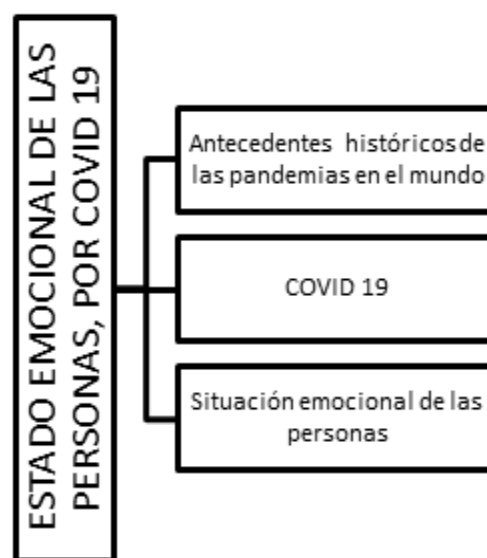 ESTADO EMOCIONAL DE LAS
PERSONAS, POR COVID 19
Antecedentes históricos de
las pandemias en el mundo
COVID 19
Situación emocional de las
personas